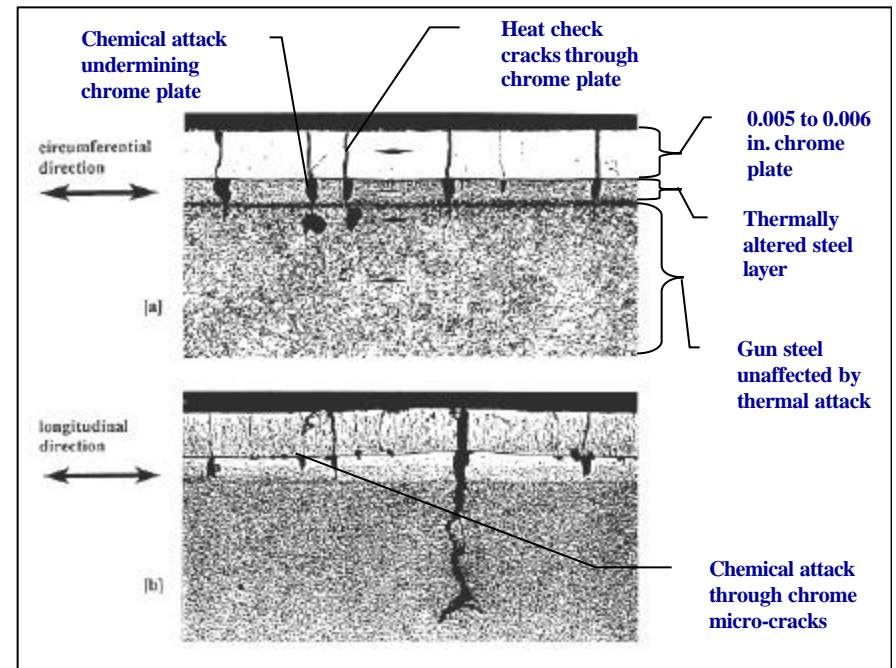 Chemical attack
undermining
chrome plate
Heat check
cracks through
chrome plate
0.005 to 0.006
in. chrome
plate
circumferential
direction
Thermally
altered steel
layer
[a]
Gun steel
unaffected by
thermal attack
longitudinal
direction
[b]
Chemical attack
through chrome
micro-cracks